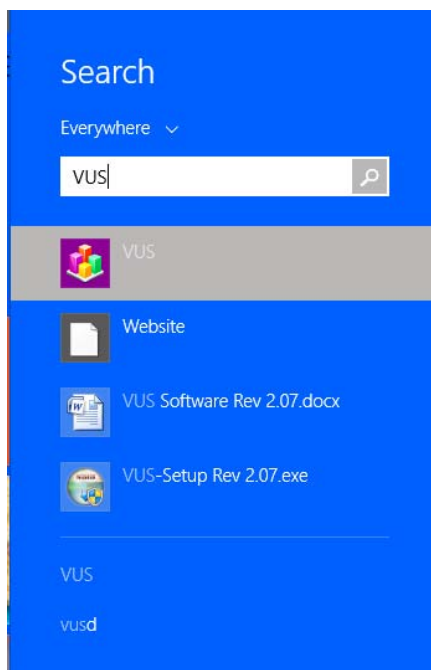 Search
Everywhere
VUS
VUS
Website
VUS Software Rev 2.07.docx
VUS-Setup Rev 2.07.exe
VUS
vusd